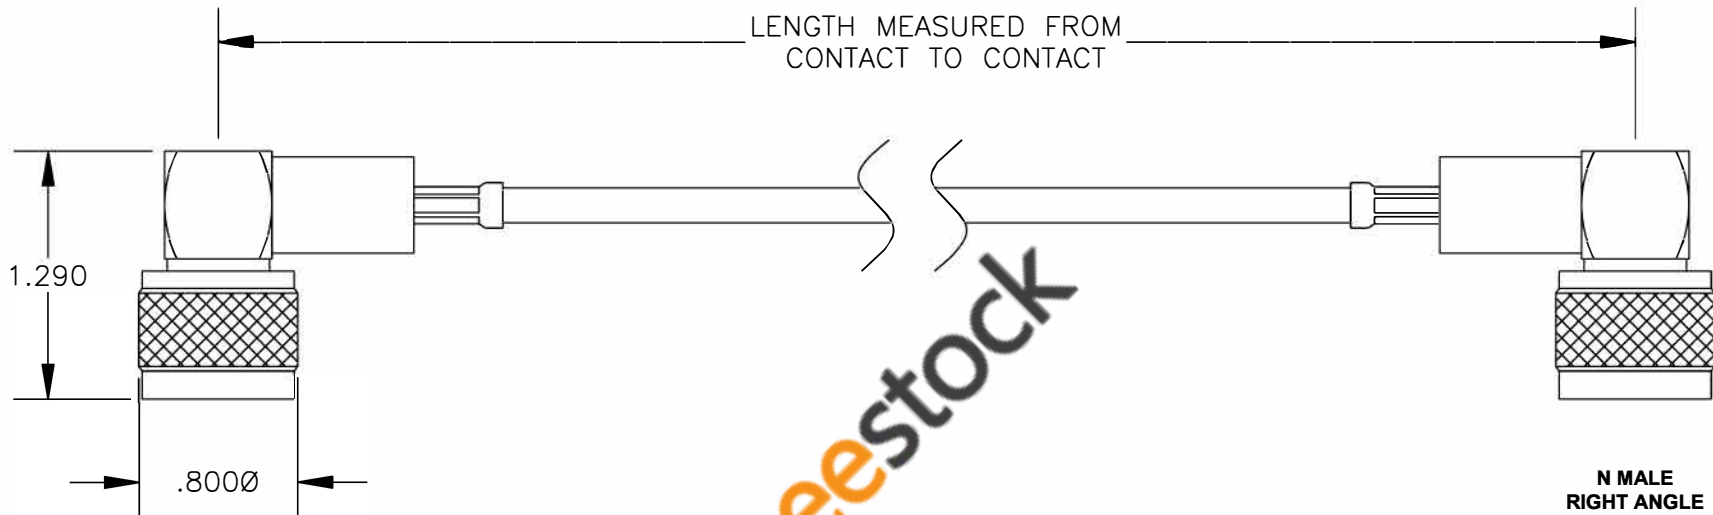 LENGTH MEASURED FROM
CONTACT TO CONTACT
1.290
.800Ø
eestock
N MALE
RIGHT ANGLE